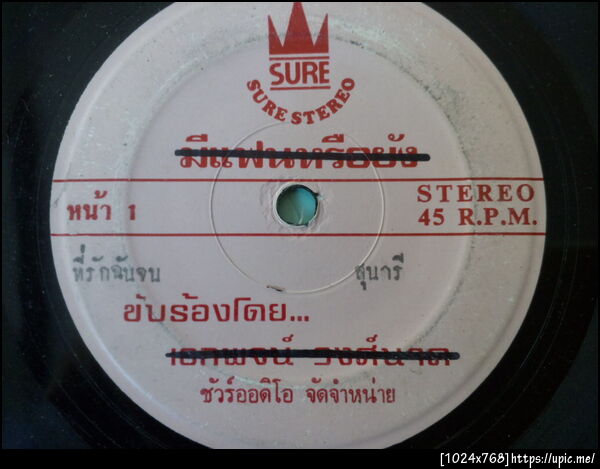 SURE
SURE STEREO
มีแฟนหรือยัง
STEREO
หน้า 1
45 R.P.M.
ที่รักฉันจน สุนารี
ขับร้องโดย...
เอกพจน์ วงศ์นาค
ชัวร์ออดิโอ จัดจำหน่าย
[1024x768]https://upic.me/